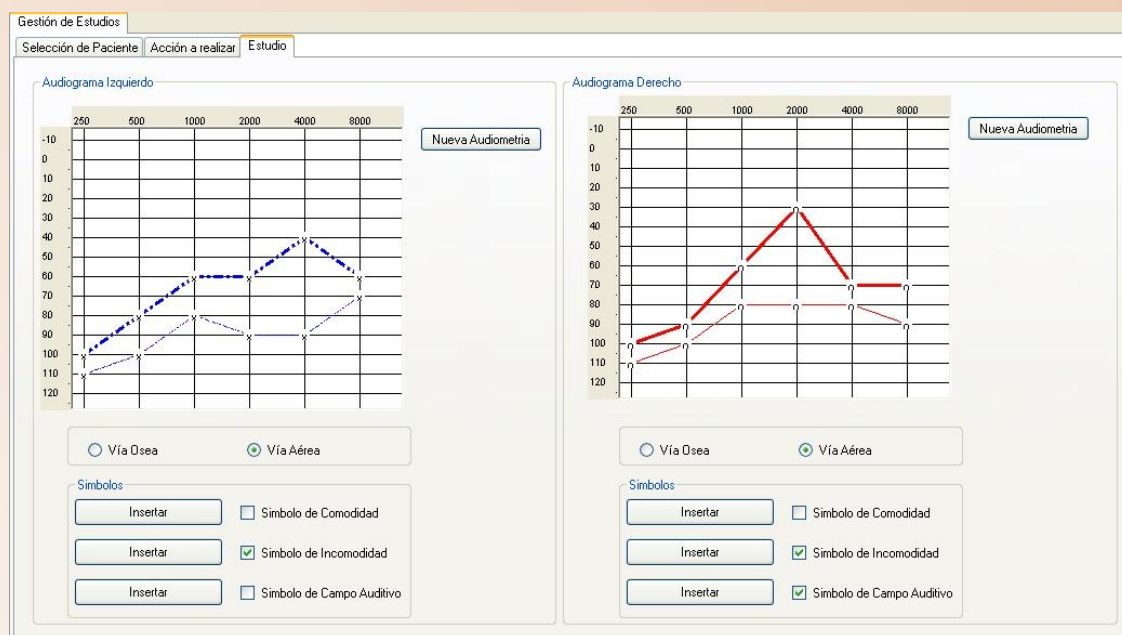 Gestión de Estudios
Selección de Paciente Acción a realizar Estudio
Audiograma Izquierdo
250 500 1000 2000 4000 8000
-10
0
10
20
30
40
60
70
80
90
100
110
120
Nueva Audiometria
Vía Osea Vía Aérea
Simbolos
Insertar Simbolo de Comodidad
Insertar Simbolo de Incomodidad
Insertar Simbolo de Campo Auditivo
Audiograma Derecho
250 500 1000 2000 4000 8000
-10
0
10
20
30
50
60
70
80
90
100
110
120
Nueva Audiometria
Vía Osea Vía Aérea
Simbolos
Insertar Simbolo de Comodidad
Insertar Simbolo de Incomodidad
Insertar Simbolo de Campo Auditivo